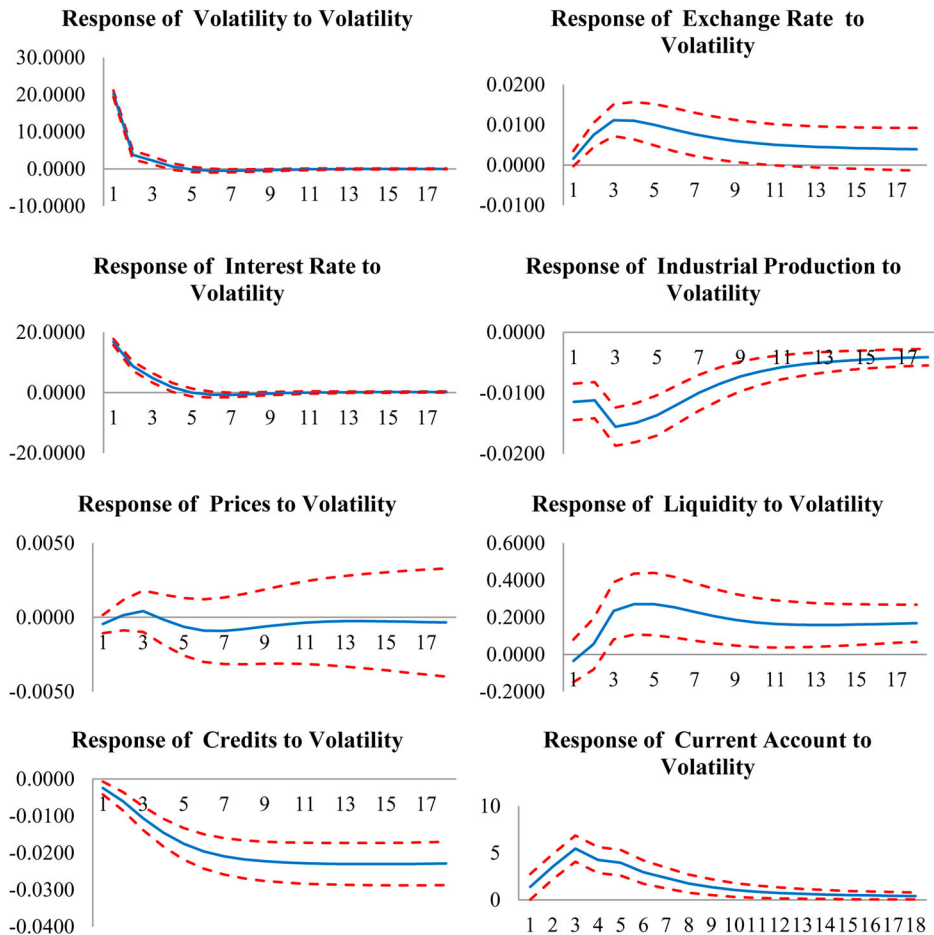 Response of Volatility to Volatility
30.0000
20.0000
10.0000
0.0000
-10.0000
1 3 5 7 9 11 13 15 17
Response of Exchange Rate to
Volatility
0.0200
0.0100
0.0000
-0.0100
1 3 5 7 9 11 13 15 17
Response of Interest Rate to
Volatility
20.0000
0.0000
-20.0000
1 3 5 7 9 11 13 15 17
Response of Industrial Production to
Volatility
0.0000
-0.0100
-0.0200
1 3 5 7 9 11 13 15 17
Response of Prices to Volatility
0.0050
0.0000
-0.0050
1 3 5 7 9 11 13 15 17
Response of Liquidity to Volatility
0.6000
0.4000
0.2000
0.0000
-0.2000
1 3 5 7 9 11 13 15 17
Response of Credits to Volatility
0.0000
-0.0100
-0.0200
-0.0300
-0.0400
1 3 5 7 9 11 13 15 17
Response of Current Account to
Volatility
10
5
0
1 2 3 4 5 6 7 8 9 10 11 12 13 14 15 16 17 18